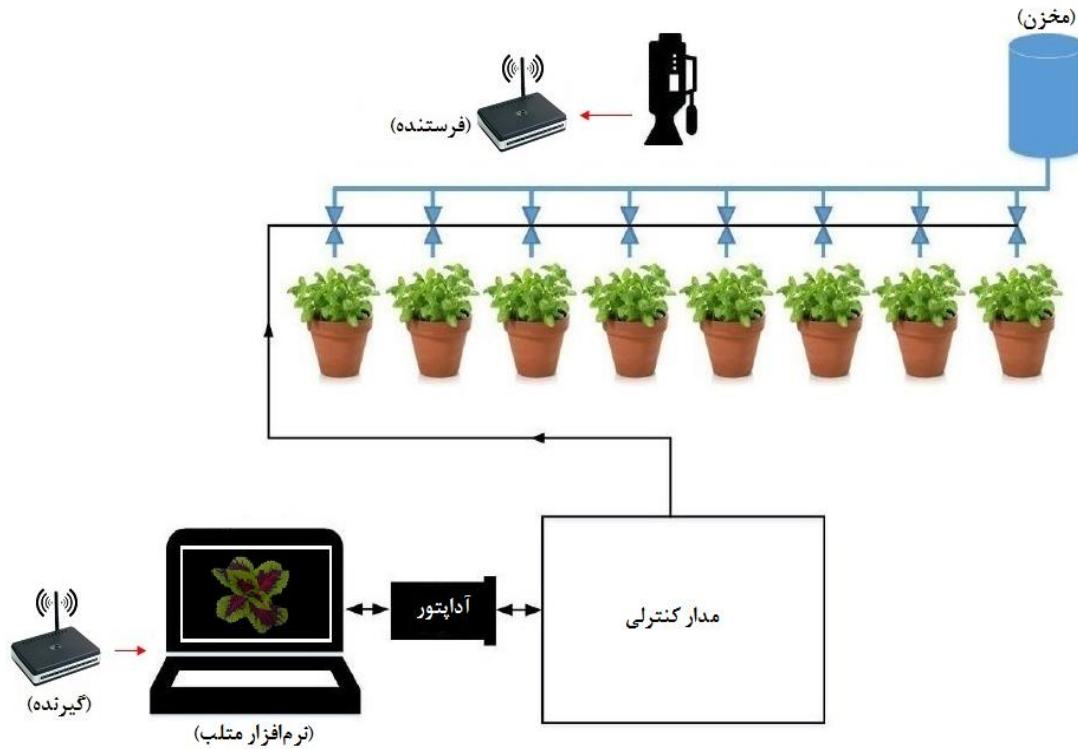 (مخزن)
(فرستنده)
آداپتور
مدار کنترلی
(گیرنده)
(نرم‌افزار متلب)